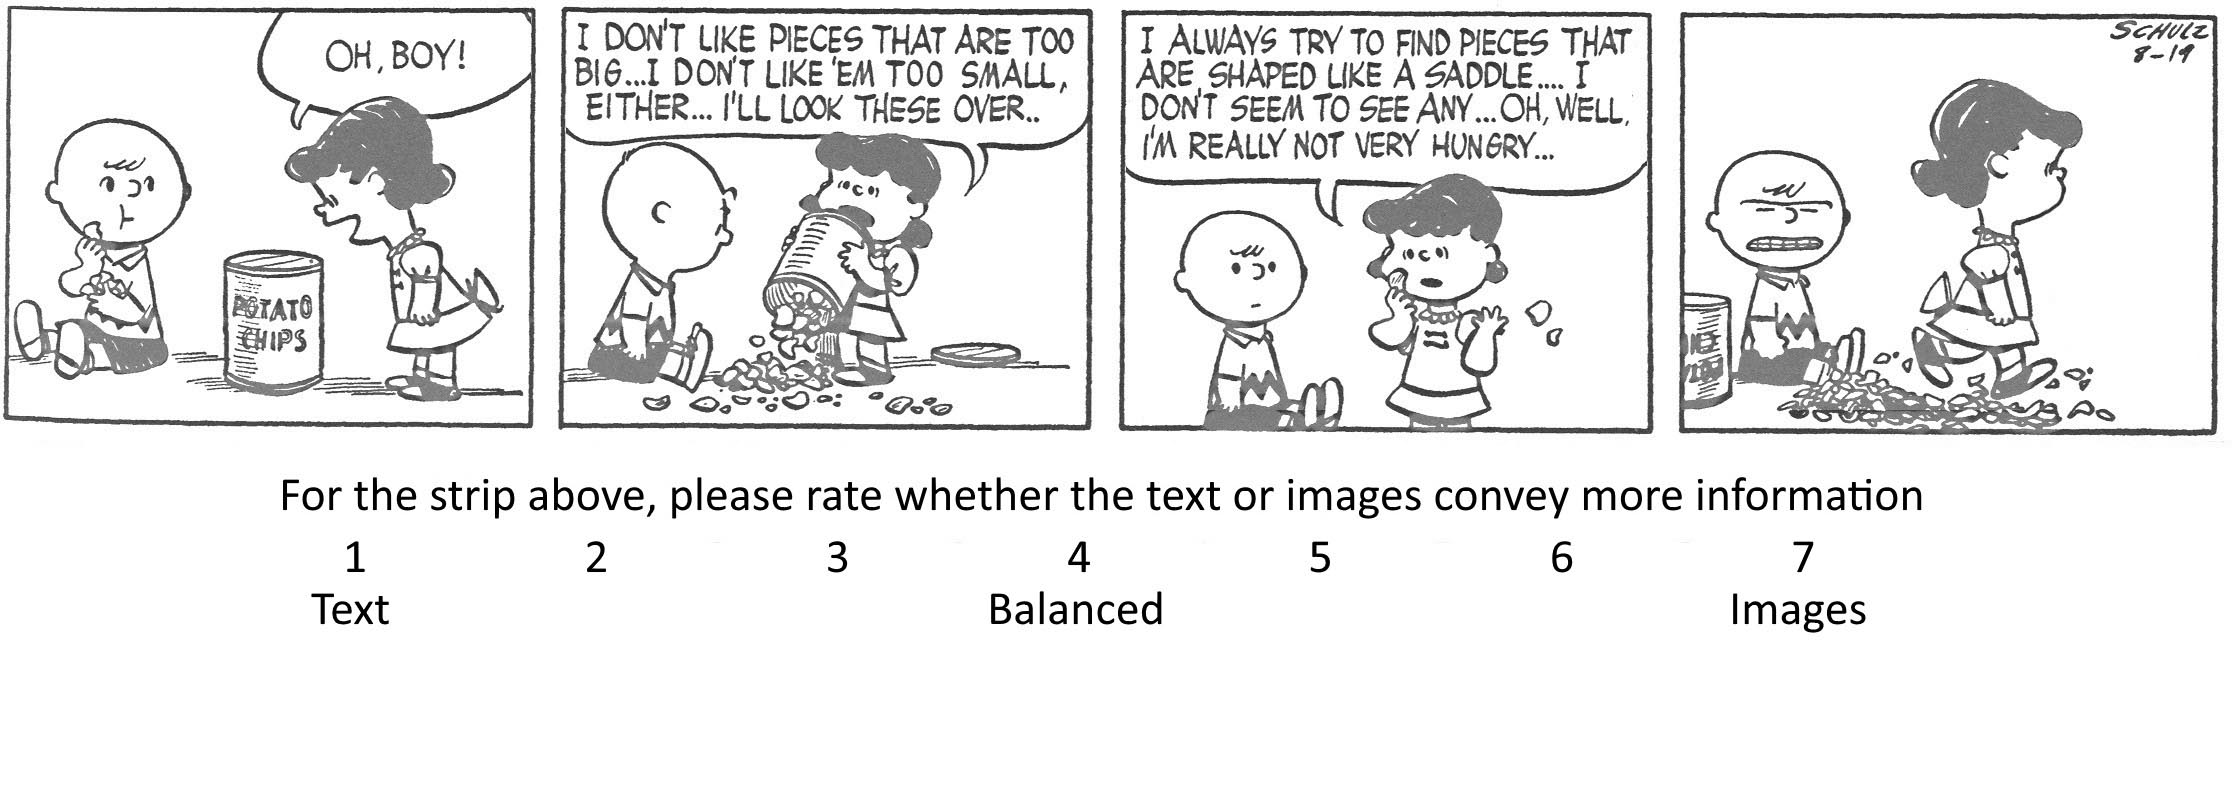 OH, BOY!
POTATO
CHIPS
I DON'T LIKE PIECES THAT ARE TOO
BIG...I DON'T LIKE 'EM TOO SMALL,
EITHER... I'LL LOOK THESE OVER..
I ALWAYS TRY TO FIND PIECES THAT
ARE SHAPED LIKE A SADDLE.... I
DON'T SEEM TO SEE ANY...OH, WELL,
I'M REALLY NOT VERY HUNGRY...
SCHULZ
8-19
For the strip above, please rate whether the text or images convey more information
1 2 3 4 5 6 7
Text Balanced Images